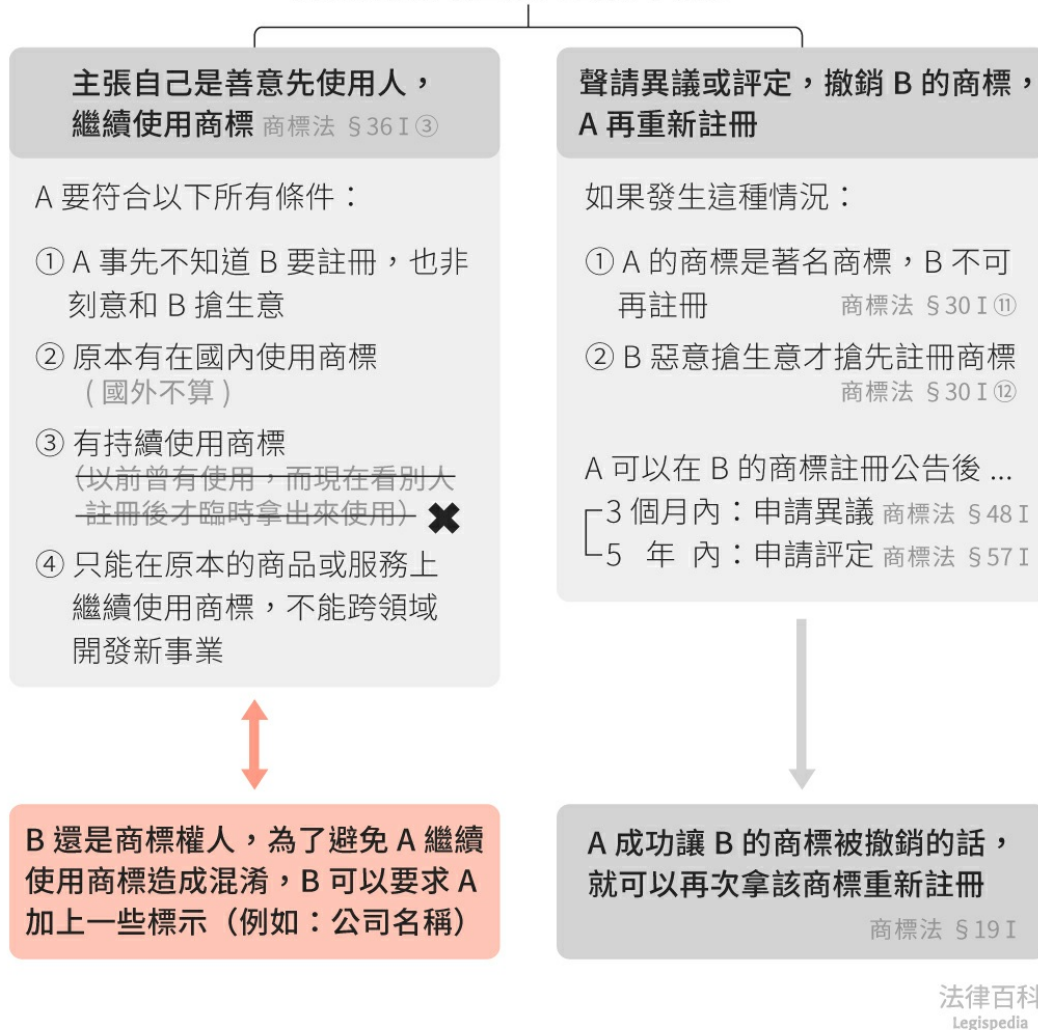 主張自己是善意先使用人，
繼續使用商標 商標法 §36 I ③
A 要符合以下所有條件：
① A 事先不知道 B 要註冊，也非
刻意和 B 搶生意
② 原本有在國內使用商標
( 國外不算 )
③ 有持續使用商標
(以前曾有使用，而現在看別人
註冊後才臨時拿出來使用)
④ 只能在原本的商品或服務上
繼續使用商標，不能跨領域
開發新事業
B 還是商標權人，為了避免 A 繼續
使用商標造成混淆，B 可以要求 A
加上一些標示（例如：公司名稱）
聲請異議或評定，撤銷 B 的商標，
A 再重新註冊
如果發生這種情況：
① A 的商標是著名商標，B 不可
再註冊 商標法 §30 I ⑪
② B 惡意搶生意才搶先註冊商標
商標法 §30 I ⑫
A 可以在 B 的商標註冊公告後 ...
3 個月內：申請異議 商標法 §48 I
5 年 內：申請評定 商標法 §57 I
A 成功讓 B 的商標被撤銷的話，
就可以再次拿該商標重新註冊
商標法 §19 I
法律百科
Legispedia